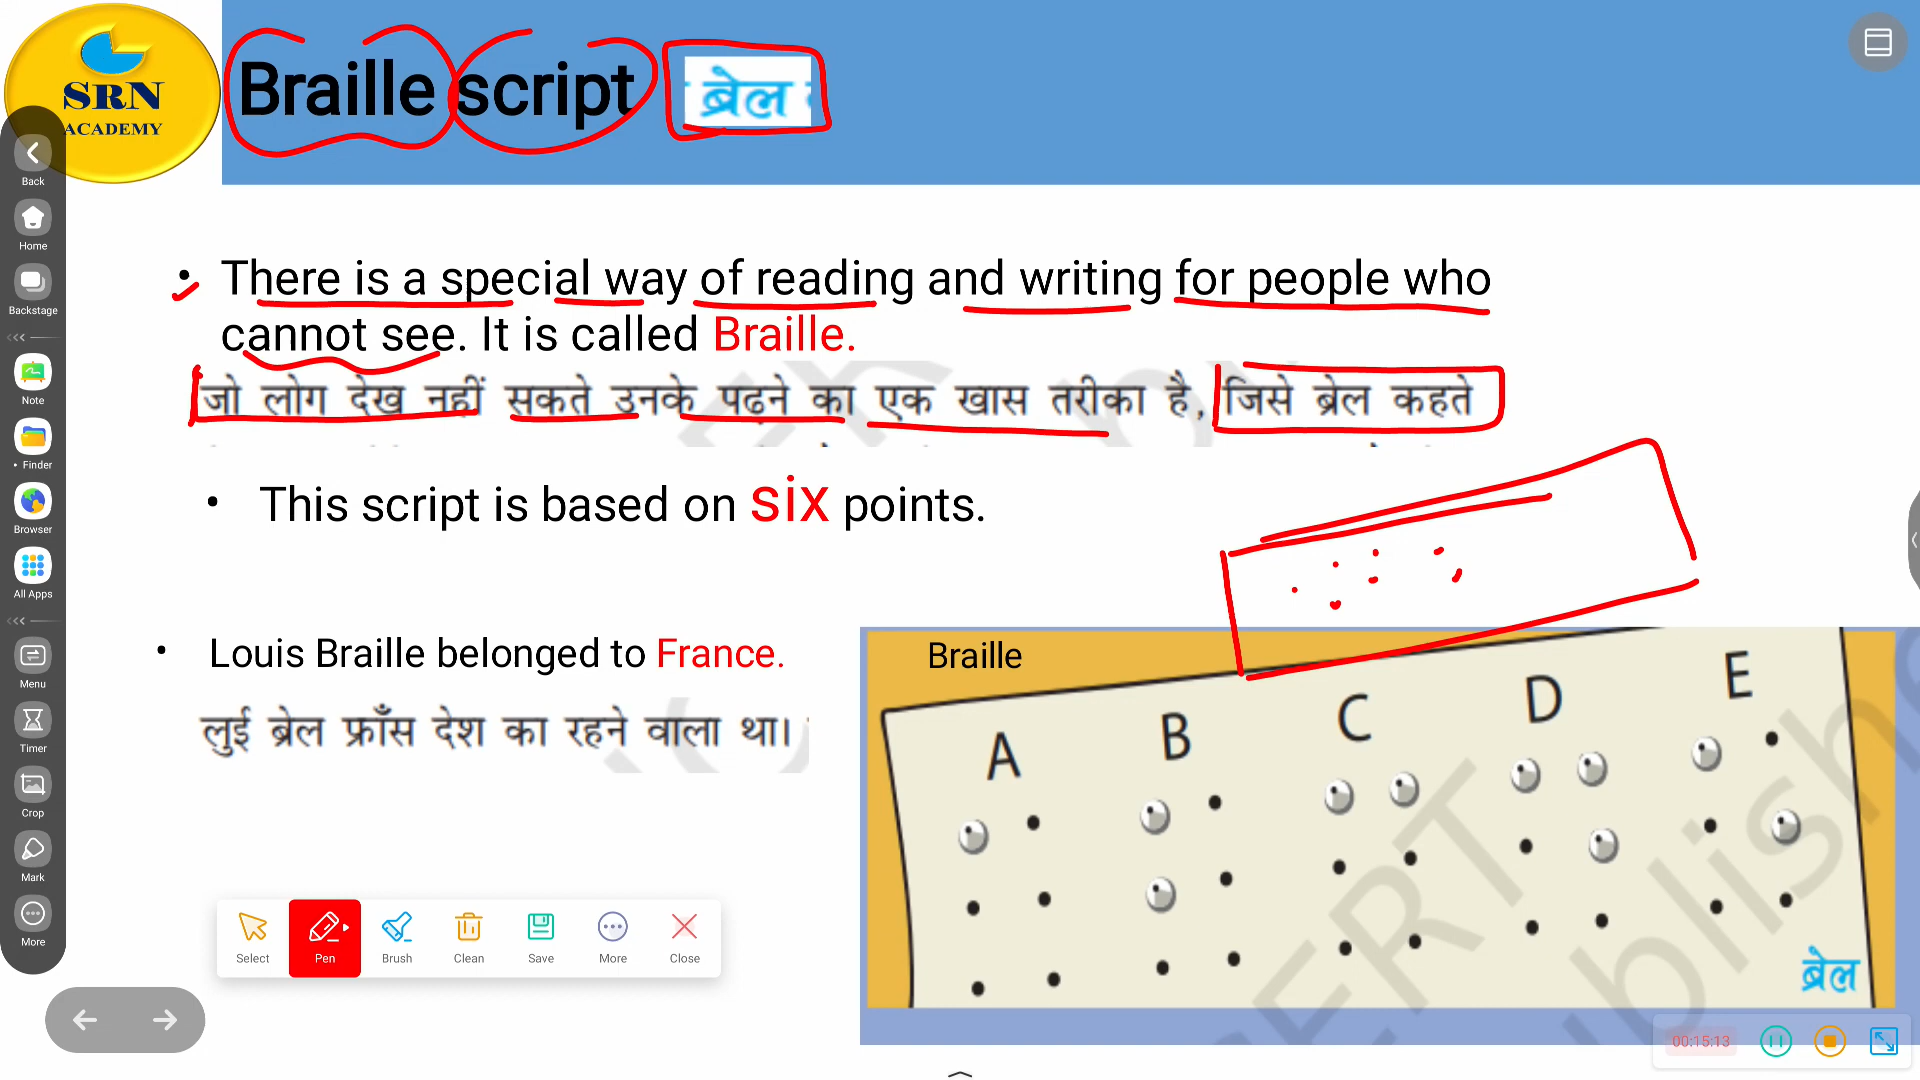 SRN
ACADEMY
Braille script ब्रेल
• There is a special way of reading and writing for people who
cannot see. It is called Braille.
जो लोग देख नहीं सकते उनके पढ़ने का एक खास तरीका है, जिसे ब्रेल कहते
• This script is based on six points.
• Louis Braille belonged to France.
लुई ब्रेल फ्राँस देश का रहने वाला था।
Braille
A B C D E
ब्रेल
Back
Home
Backstage
Note
• Finder
Browser
All Apps
Menu
Timer
Crop
Mark
More
Select Pen Brush Clean Save More Close
00:15:13